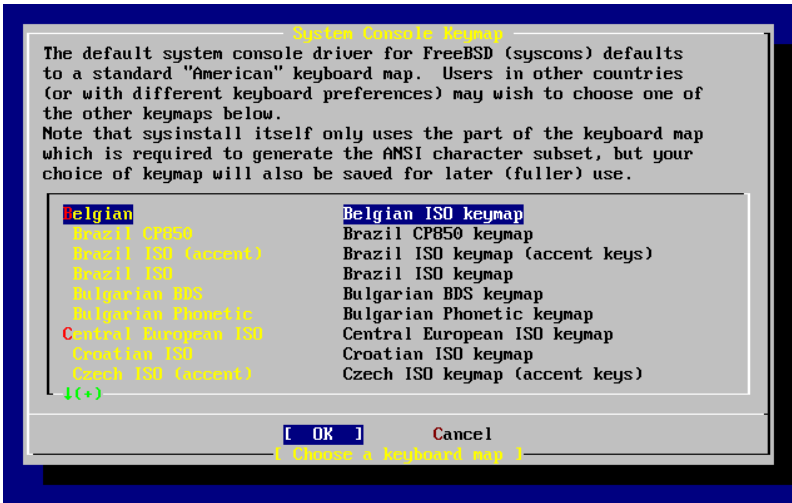 System Console Keymap
The default system console driver for FreeBSD (syscons) defaults
to a standard "American" keyboard map.  Users in other countries
(or with different keyboard preferences) may wish to choose one of
the other keymaps below.
Note that sysinstall itself only uses the part of the keyboard map
which is required to generate the ANSI character subset, but your
choice of keymap will also be saved for later (fuller) use.
Belgian Belgian ISO keymap
Brazil CP850 Brazil CP850 keymap
Brazil ISO (accent) Brazil ISO keymap (accent keys)
Brazil ISO Brazil ISO keymap
Bulgarian BDS Bulgarian BDS keymap
Bulgarian Phonetic Bulgarian Phonetic keymap
Central European ISO Central European ISO keymap
Croatian ISO Croatian ISO keymap
Czech ISO (accent) Czech ISO keymap (accent keys)
↓(+)
[ OK ] Cancel
[ Choose a keyboard map ]